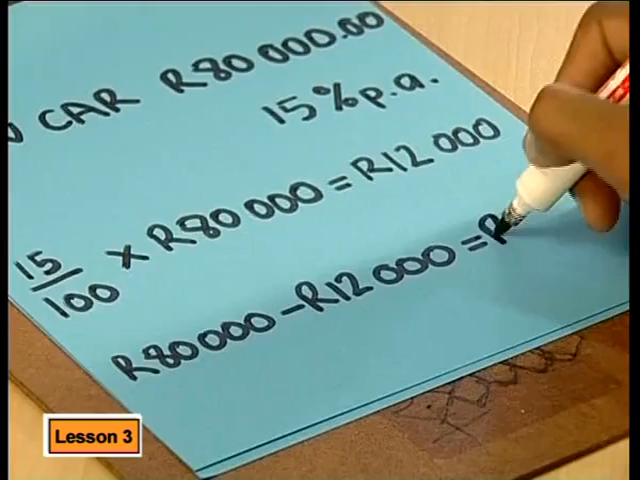 CAR R80 000.00
15% p.a.
15/100 × R80 000 = R12 000
R80 000 – R12 000 = R
Lesson 3